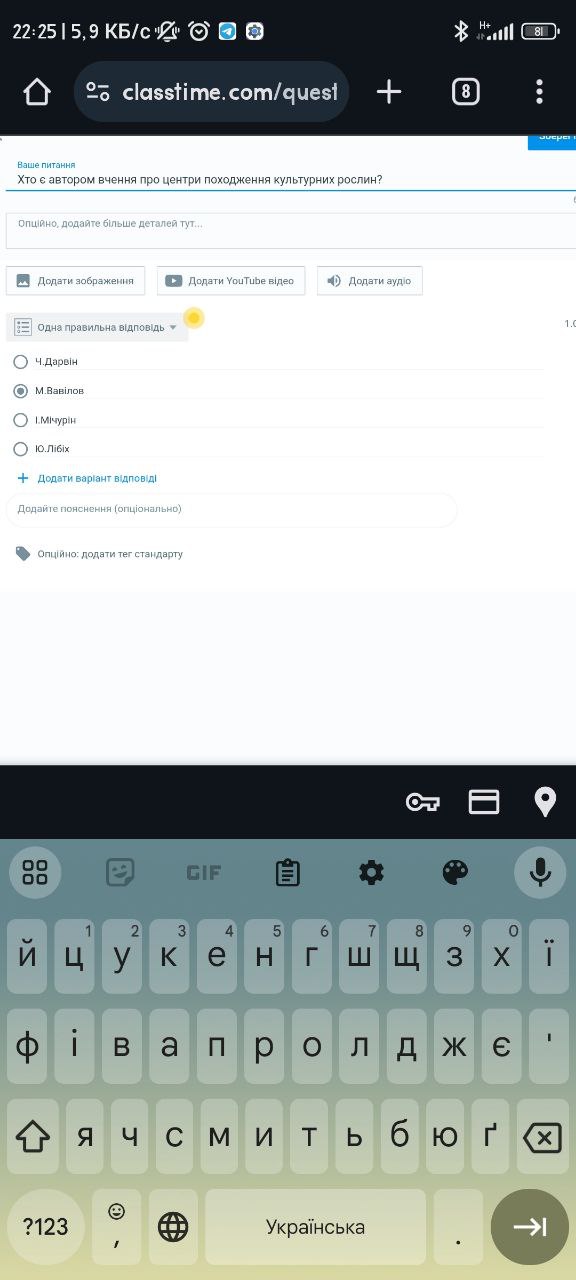 22:25 | 5,9 КБ/с H+ 81
classtime.com/quest 8
Ваше питання
Хто є автором вчення про центри походження культурних рослин?
Опційно, додайте більше деталей тут...
Додати зображення Додати YouTube відео Додати аудіо
Одна правильна відповідь
Ч.Дарвін
М.Вавілов
І.Мічурін
Ю.Лібіх
+ Додати варіант відповіді
Додайте пояснення (опціонально)
Опційно: додати тег стандарту
GIF
1 2 3 4 5 6 7 8 9 0
й ц у к е н г ш щ з х ї
ф і в а п р о л д ж є '
я ч с м и т ь б ю ґ
?123 , Українська .